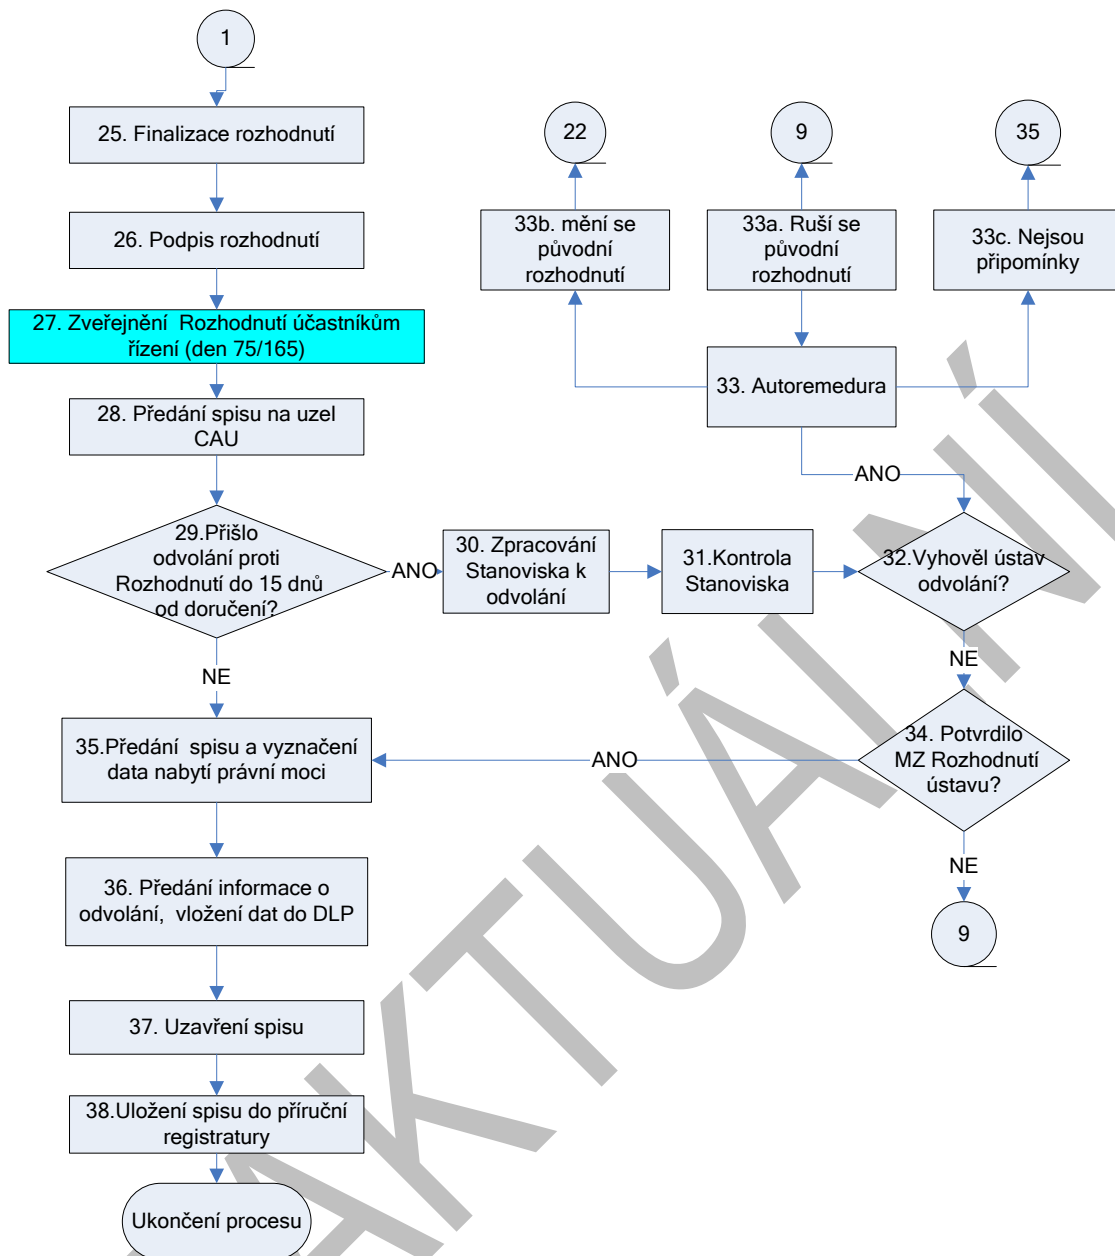 1
25. Finalizace rozhodnutí
26. Podpis rozhodnutí
27. Zveřejnění  Rozhodnutí účastníkům
řízení (den 75/165)
28. Předání spisu na uzel
CAU
29.Přišlo
odvolání proti
Rozhodnutí do 15 dnů
od doručení?
ANO
30. Zpracování
Stanoviska k
odvolání
31.Kontrola
Stanoviska
32.Vyhověl ústav
odvolání?
ANO
33. Autoremedura
33b. mění se
původní
rozhodnutí
33a. Ruší se
původní
rozhodnutí
33c. Nejsou
připomínky
22
9
35
NE
34. Potvrdilo
MZ Rozhodnutí
ústavu?
ANO
NE
9
NE
35.Předání  spisu a vyznačení
data nabytí právní moci
36. Předání informace o
odvolání,  vložení dat do DLP
37. Uzavření spisu
38.Uložení spisu do příruční
registratury
Ukončení procesu
AKTUÁLNÍ